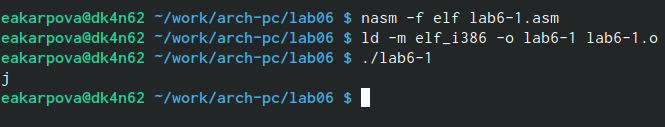 eakarpova@dk4n62 ~/work/arch-pc/lab06 $ nasm -f elf lab6-1.asm
eakarpova@dk4n62 ~/work/arch-pc/lab06 $ ld -m elf_i386 -o lab6-1 lab6-1.o
eakarpova@dk4n62 ~/work/arch-pc/lab06 $ ./lab6-1
j
eakarpova@dk4n62 ~/work/arch-pc/lab06 $